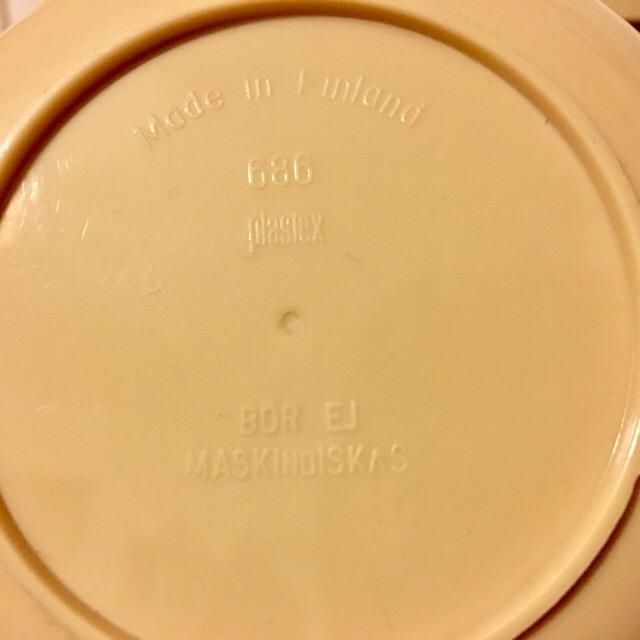 Made in Finland
686
plastex
BÖR EJ
MASKINDISKAS